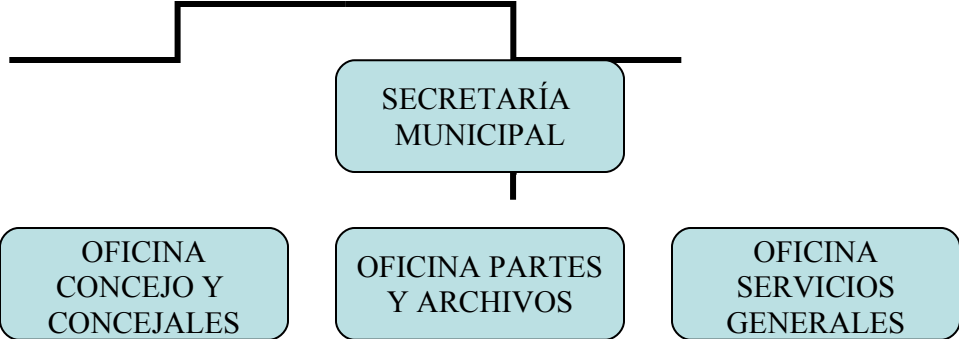 SECRETARÍA
MUNICIPAL
OFICINA
CONCEJO Y
CONCEJALES
OFICINA PARTES
Y ARCHIVOS
OFICINA
SERVICIOS
GENERALES